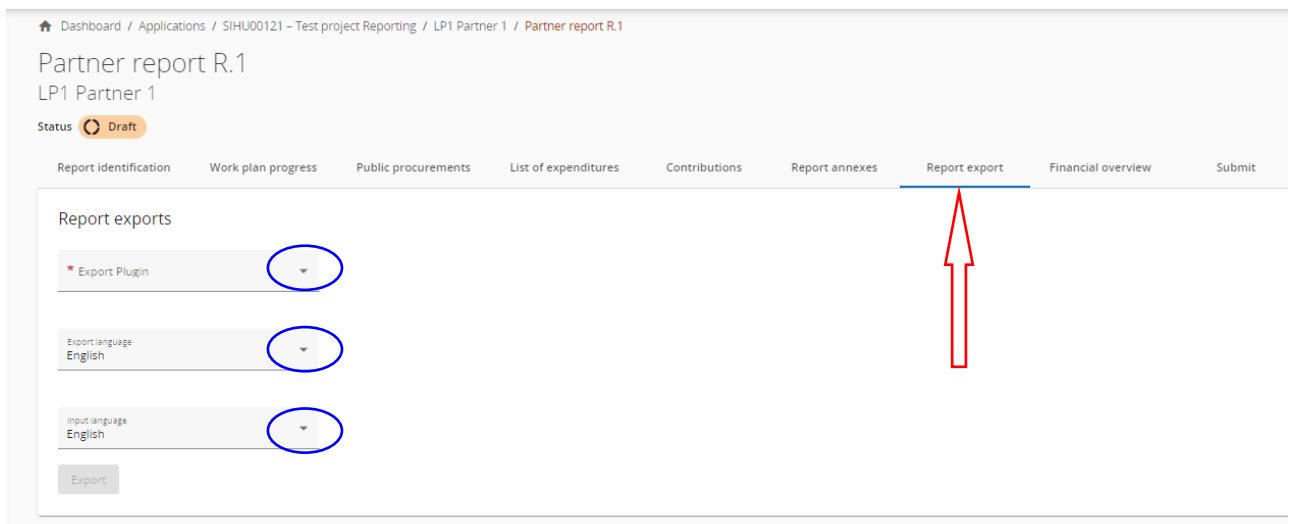 Dashboard / Applications / SIHU00121 – Test project Reporting / LP1 Partner 1 / Partner report R.1
Partner report R.1
LP1 Partner 1
Status Draft
Report identification Work plan progress Public procurements List of expenditures Contributions Report annexes Report export Financial overview Submit
Report exports
* Export Plugin
Export language
English
Input language
English
Export